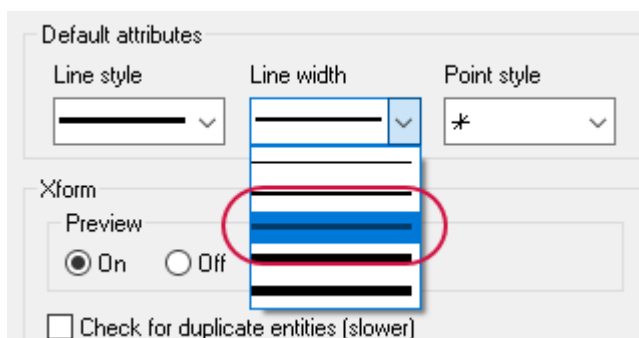 Default attributes
Line style Line width Point style
Xform
Preview
On Off
Check for duplicate entities (slower)